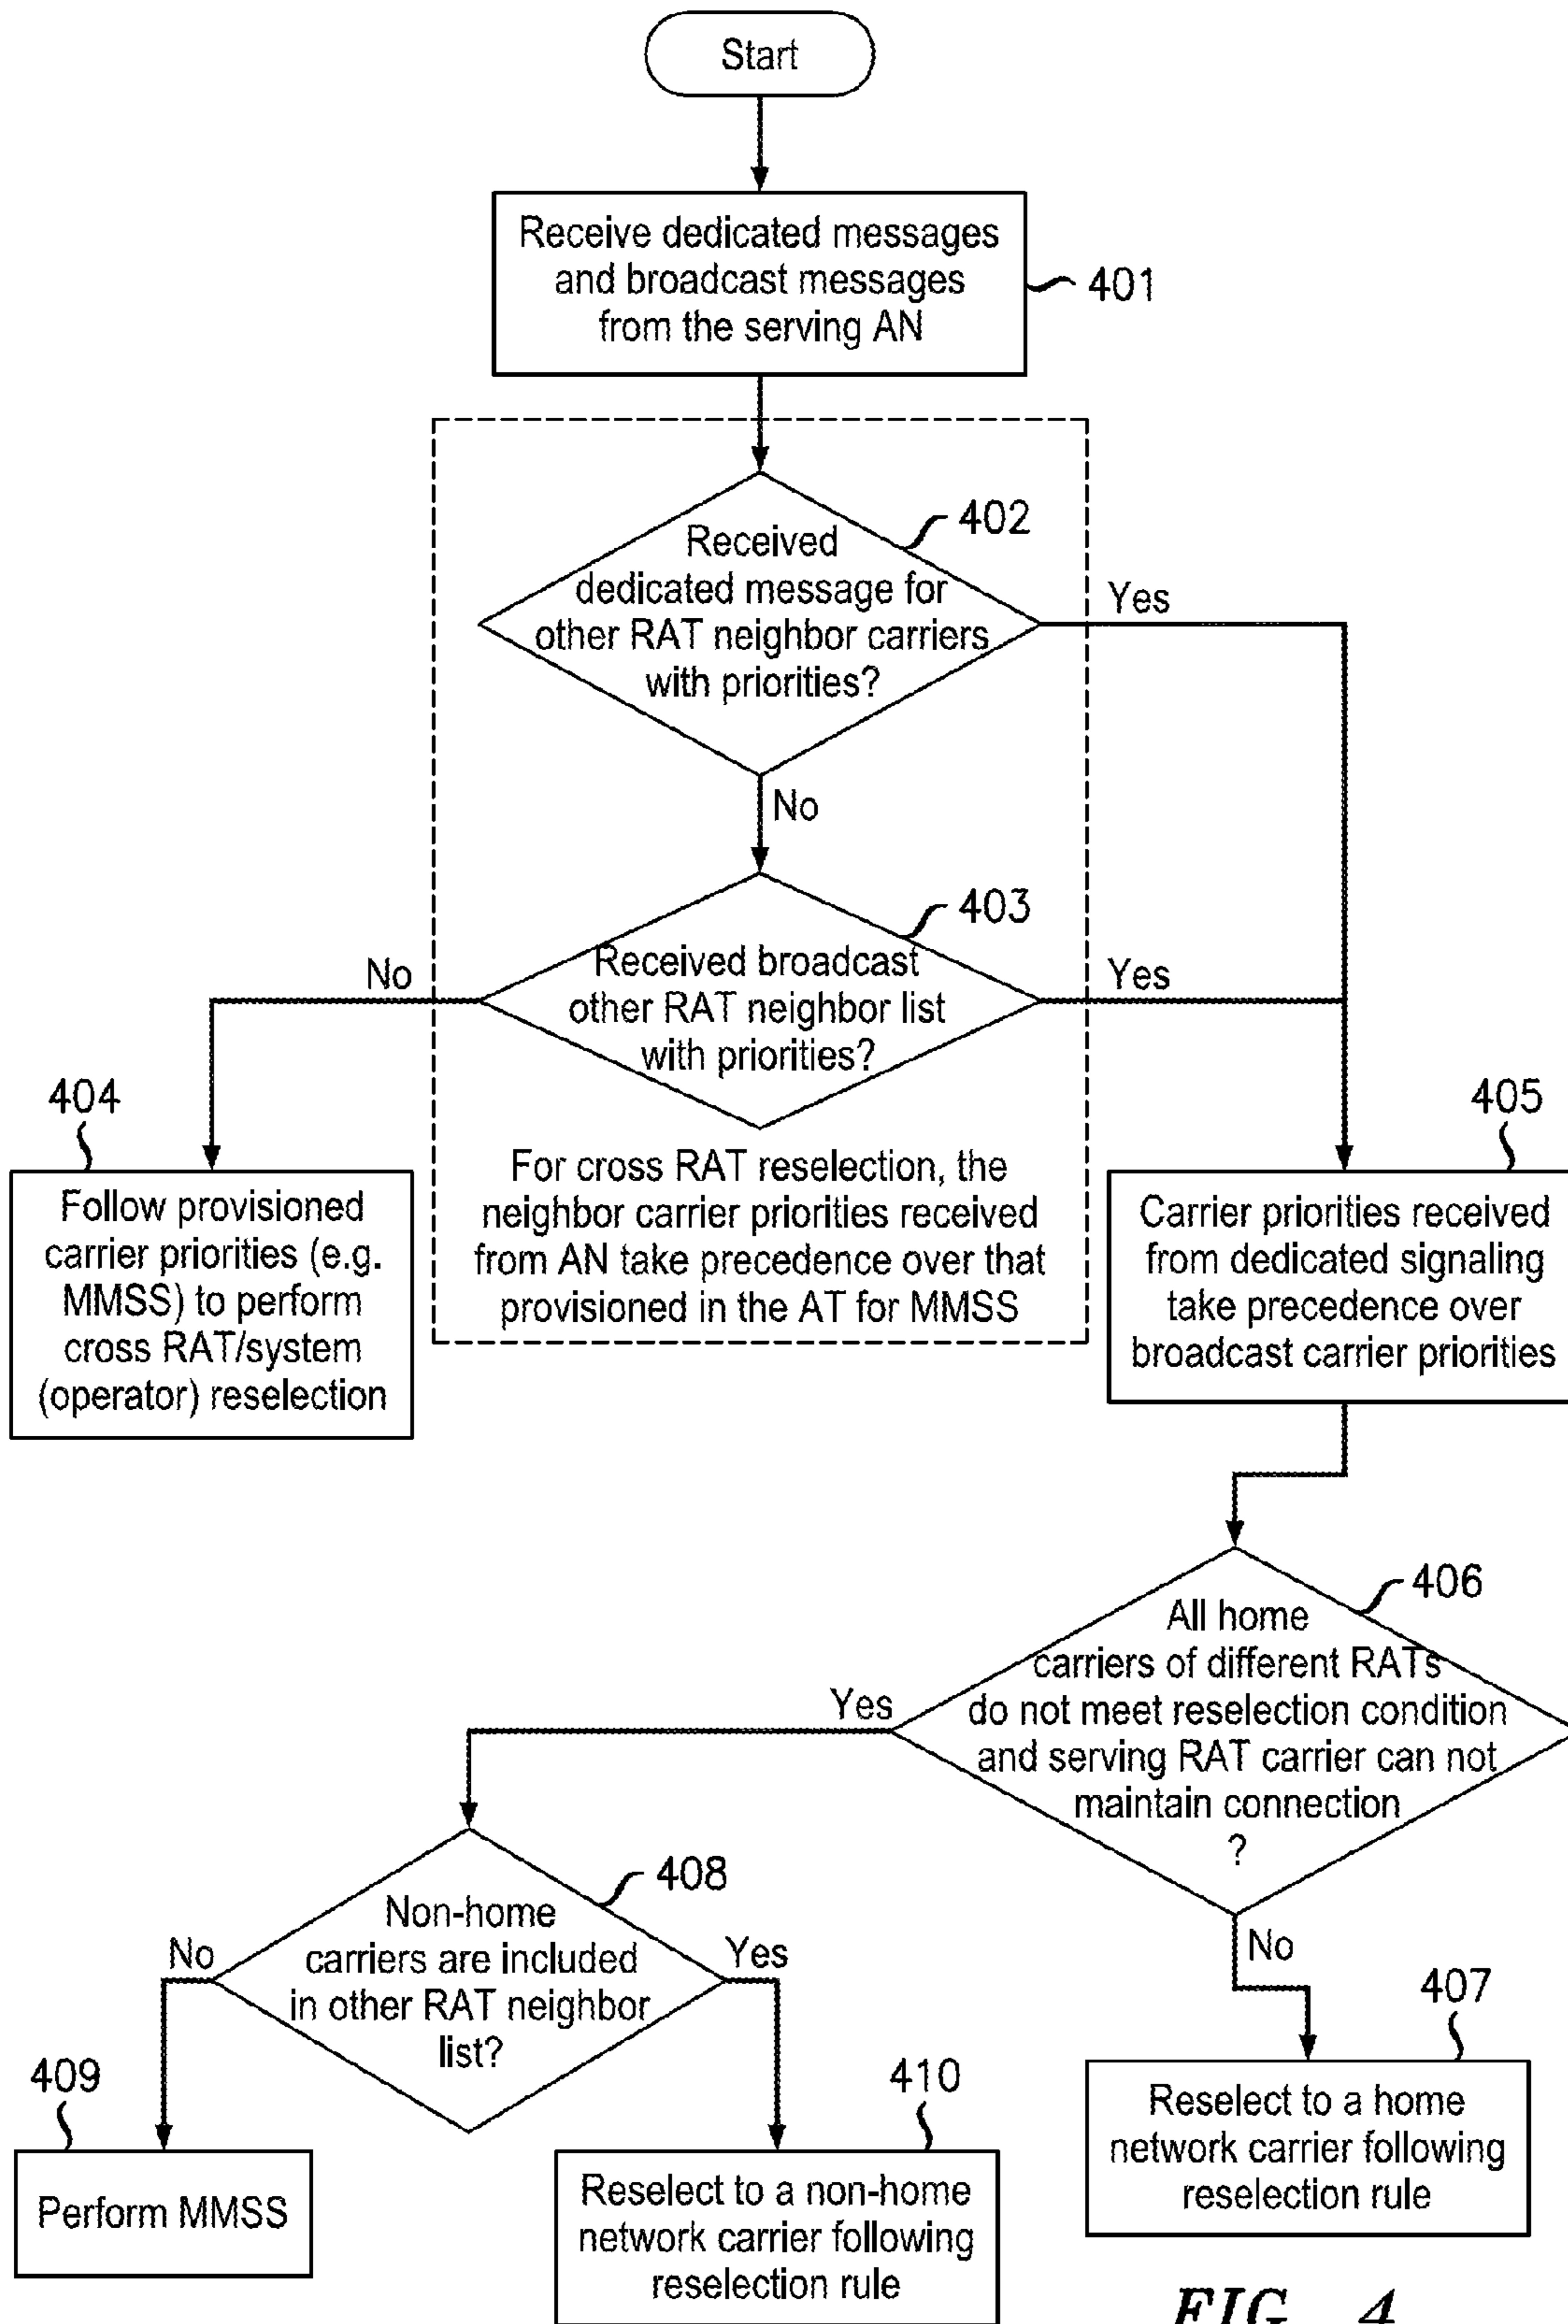 Start
Receive dedicated messages
and broadcast messages
from the serving AN
401
402
Received
dedicated message for
other RAT neighbor carriers
with priorities?
Yes
No
403
Received broadcast
other RAT neighbor list
with priorities?
No
Yes
For cross RAT reselection, the
neighbor carrier priorities received
from AN take precedence over that
provisioned in the AT for MMSS
404
Follow provisioned
carrier priorities (e.g.
MMSS) to perform
cross RAT/system
(operator) reselection
405
Carrier priorities received
from dedicated signaling
take precedence over
broadcast carrier priorities
406
All home
carriers of different RATs
do not meet reselection condition
and serving RAT carrier can not
maintain connection
?
Yes
No
408
Non-home
carriers are included
in other RAT neighbor
list?
No
Yes
407
Reselect to a home
network carrier following
reselection rule
409
Perform MMSS
410
Reselect to a non-home
network carrier following
reselection rule
FIG. 4